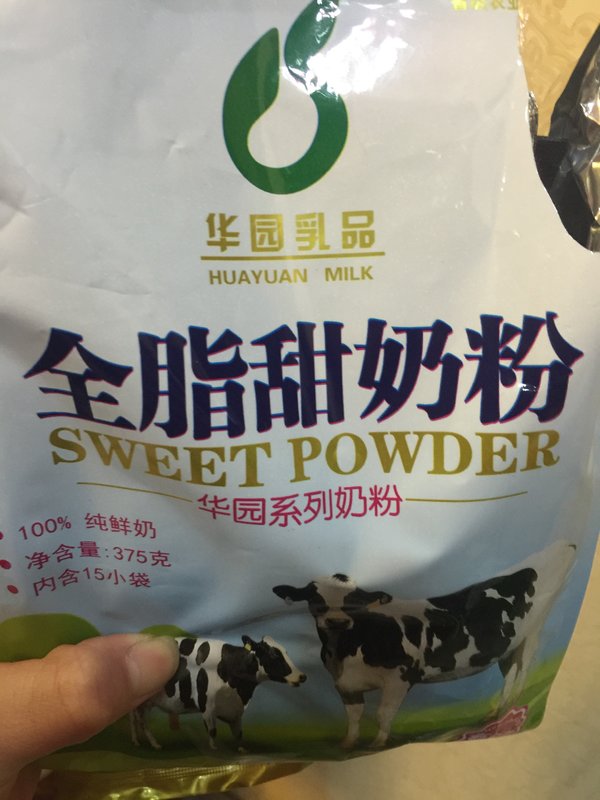 华园乳品
HUAYUAN MILK
全脂甜奶粉
SWEET POWDER
华园系列奶粉
100% 纯鲜奶
净含量:375克
内含15小袋